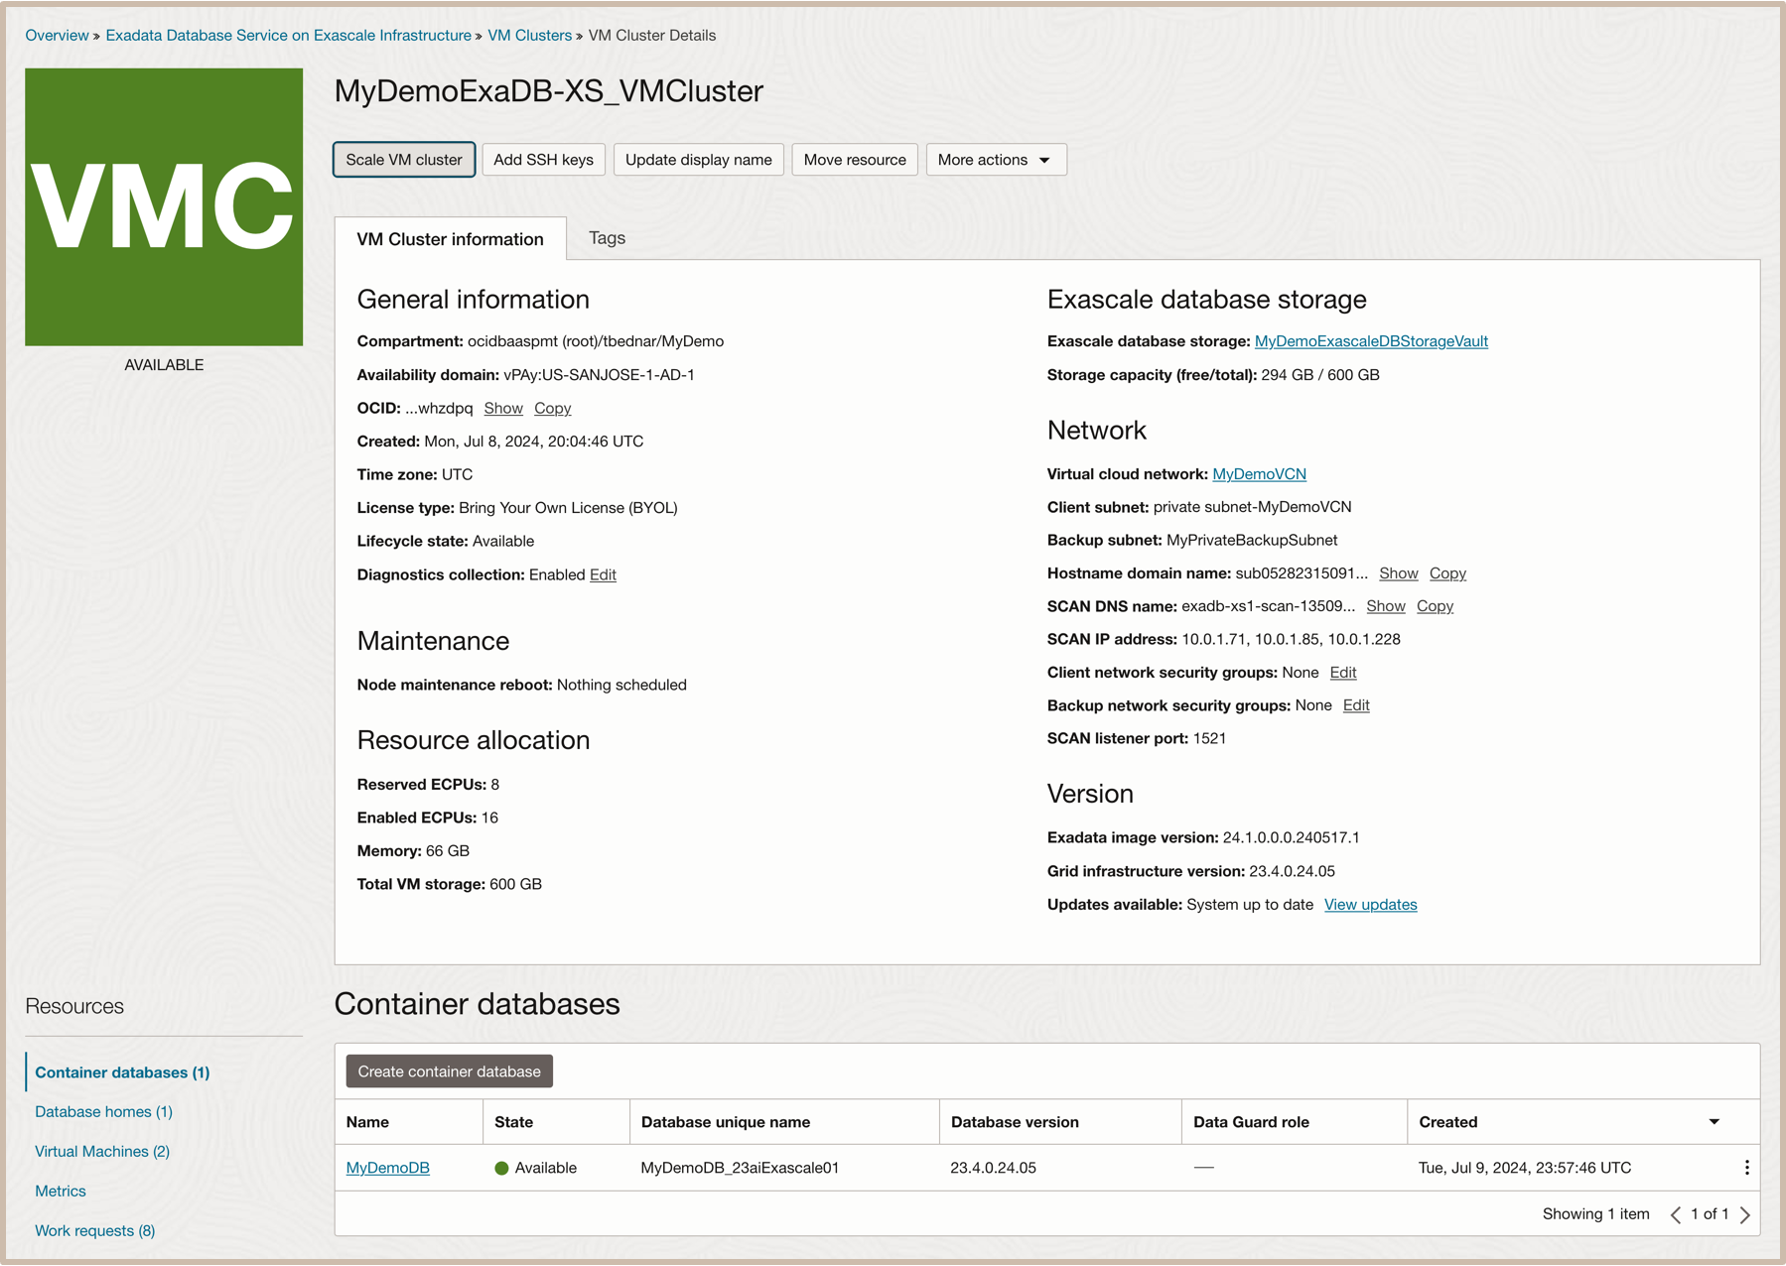 Overview » Exadata Database Service on Exascale Infrastructure » VM Clusters » VM Cluster Details
VMC
AVAILABLE
MyDemoExaDB-XS_VMCluster
Scale VM cluster Add SSH keys Update display name Move resource More actions
VM Cluster information Tags
General information
Compartment: ocidbaaspmt (root)/tbednar/MyDemo
Availability domain: vPAy:US-SANJOSE-1-AD-1
OCID: ...whzdpq Show Copy
Created: Mon, Jul 8, 2024, 20:04:46 UTC
Time zone: UTC
License type: Bring Your Own License (BYOL)
Lifecycle state: Available
Diagnostics collection: Enabled Edit
Maintenance
Node maintenance reboot: Nothing scheduled
Resource allocation
Reserved ECPUs: 8
Enabled ECPUs: 16
Memory: 66 GB
Total VM storage: 600 GB
Exascale database storage
Exascale database storage: MyDemoExascaleDBStorageVault
Storage capacity (free/total): 294 GB / 600 GB
Network
Virtual cloud network: MyDemoVCN
Client subnet: private subnet-MyDemoVCN
Backup subnet: MyPrivateBackupSubnet
Hostname domain name: sub05282315091... Show Copy
SCAN DNS name: exadb-xs1-scan-13509... Show Copy
SCAN IP address: 10.0.1.71, 10.0.1.85, 10.0.1.228
Client network security groups: None Edit
Backup network security groups: None Edit
SCAN listener port: 1521
Version
Exadata image version: 24.1.0.0.0.240517.1
Grid infrastructure version: 23.4.0.24.05
Updates available: System up to date View updates
Resources
Container databases (1)
Database homes (1)
Virtual Machines (2)
Metrics
Work requests (8)
Container databases
Create container database
Name State Database unique name Database version Data Guard role Created
MyDemoDB Available MyDemoDB_23aiExascale01 23.4.0.24.05 — Tue, Jul 9, 2024, 23:57:46 UTC
Showing 1 item 1 of 1